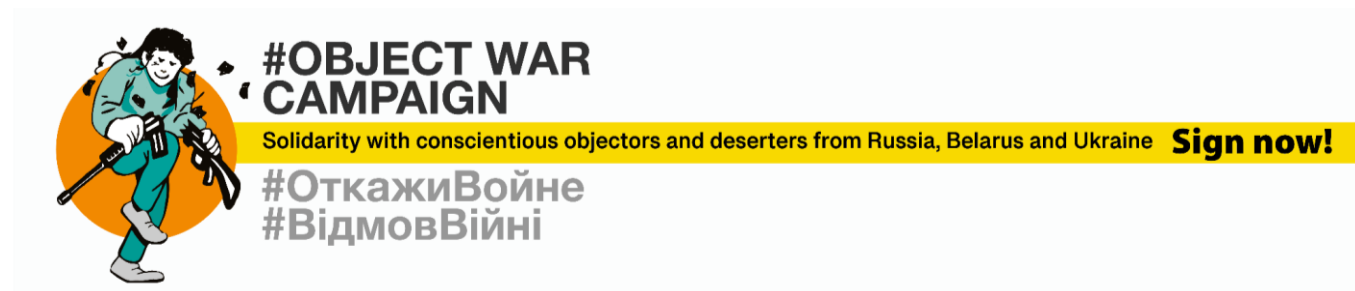 #OBJECT WAR
CAMPAIGN
Solidarity with conscientious objectors and deserters from Russia, Belarus and Ukraine Sign now!
#ОткажиВойне
#ВідмовВійні